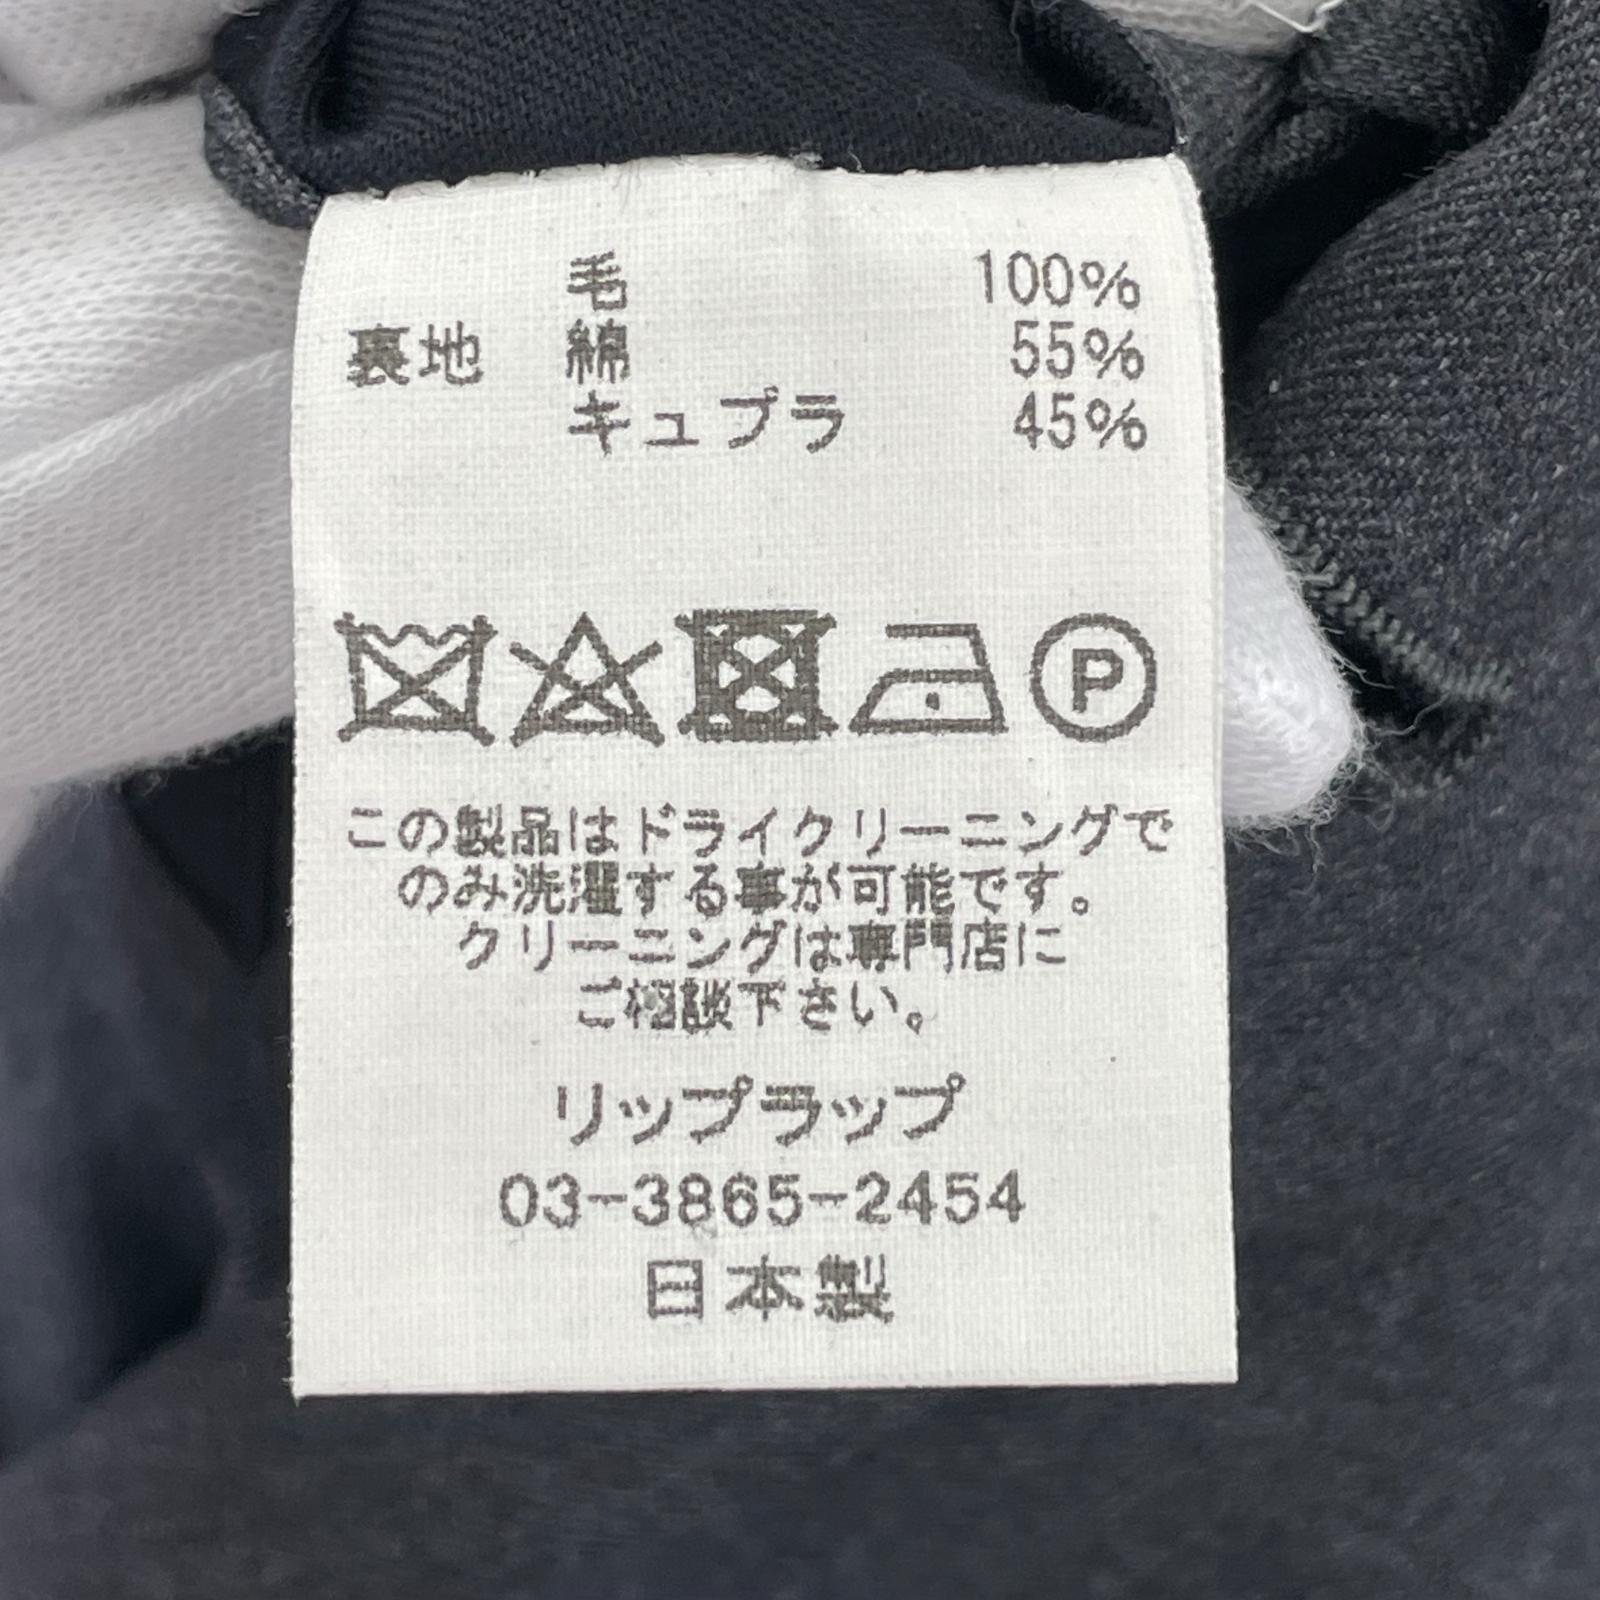 毛 100%
裏地 綿 55%
キュプラ 45%
P
この製品はドライクリーニングで
のみ洗濯する事が可能です。
クリーニングは専門店に
ご相談下さい。
リップラップ
03-3865-2454
日本製